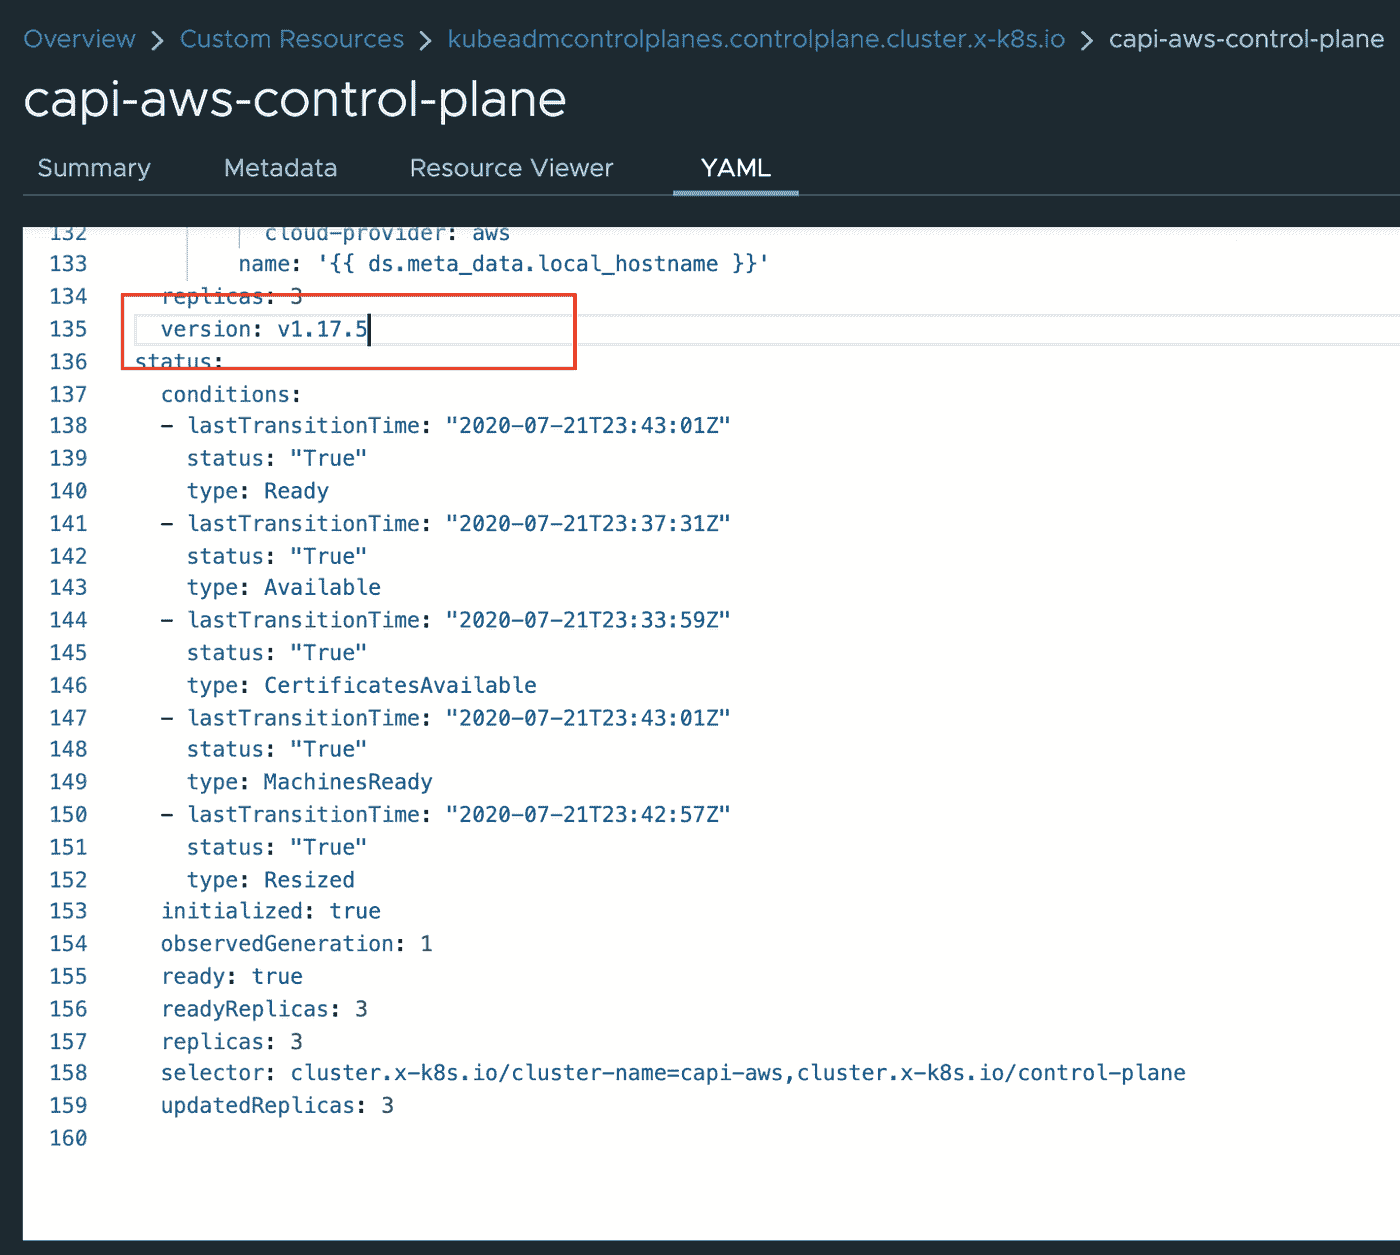 Overview > Custom Resources > kubeadmcontrolplanes.controlplane.cluster.x-k8s.io > capi-aws-control-plane
capi-aws-control-plane
Summary Metadata Resource Viewer YAML
132 cloud-provider: aws
133 name: '{{ ds.meta_data.local_hostname }}'
134 replicas: 3
135 version: v1.17.5
136 status:
137 conditions:
138 - lastTransitionTime: "2020-07-21T23:43:01Z"
139 status: "True"
140 type: Ready
141 - lastTransitionTime: "2020-07-21T23:37:31Z"
142 status: "True"
143 type: Available
144 - lastTransitionTime: "2020-07-21T23:33:59Z"
145 status: "True"
146 type: CertificatesAvailable
147 - lastTransitionTime: "2020-07-21T23:43:01Z"
148 status: "True"
149 type: MachinesReady
150 - lastTransitionTime: "2020-07-21T23:42:57Z"
151 status: "True"
152 type: Resized
153 initialized: true
154 observedGeneration: 1
155 ready: true
156 readyReplicas: 3
157 replicas: 3
158 selector: cluster.x-k8s.io/cluster-name=capi-aws,cluster.x-k8s.io/control-plane
159 updatedReplicas: 3
160